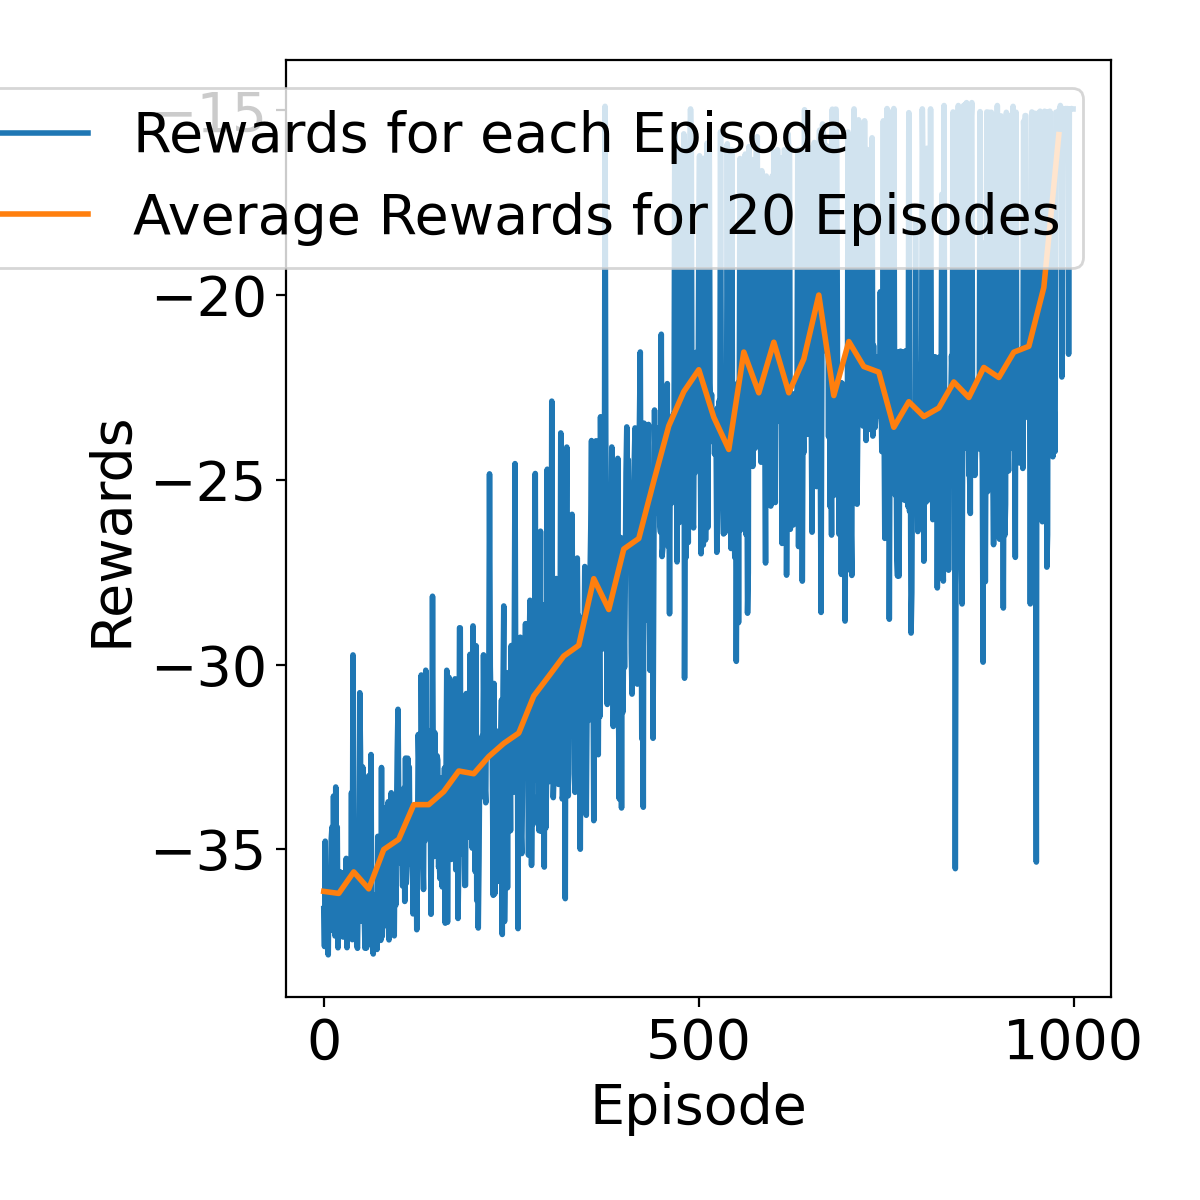 Rewards for each Episode
Average Rewards for 20 Episodes
−15
−20
−25
−30
−35
Rewards
0 500 1000
Episode